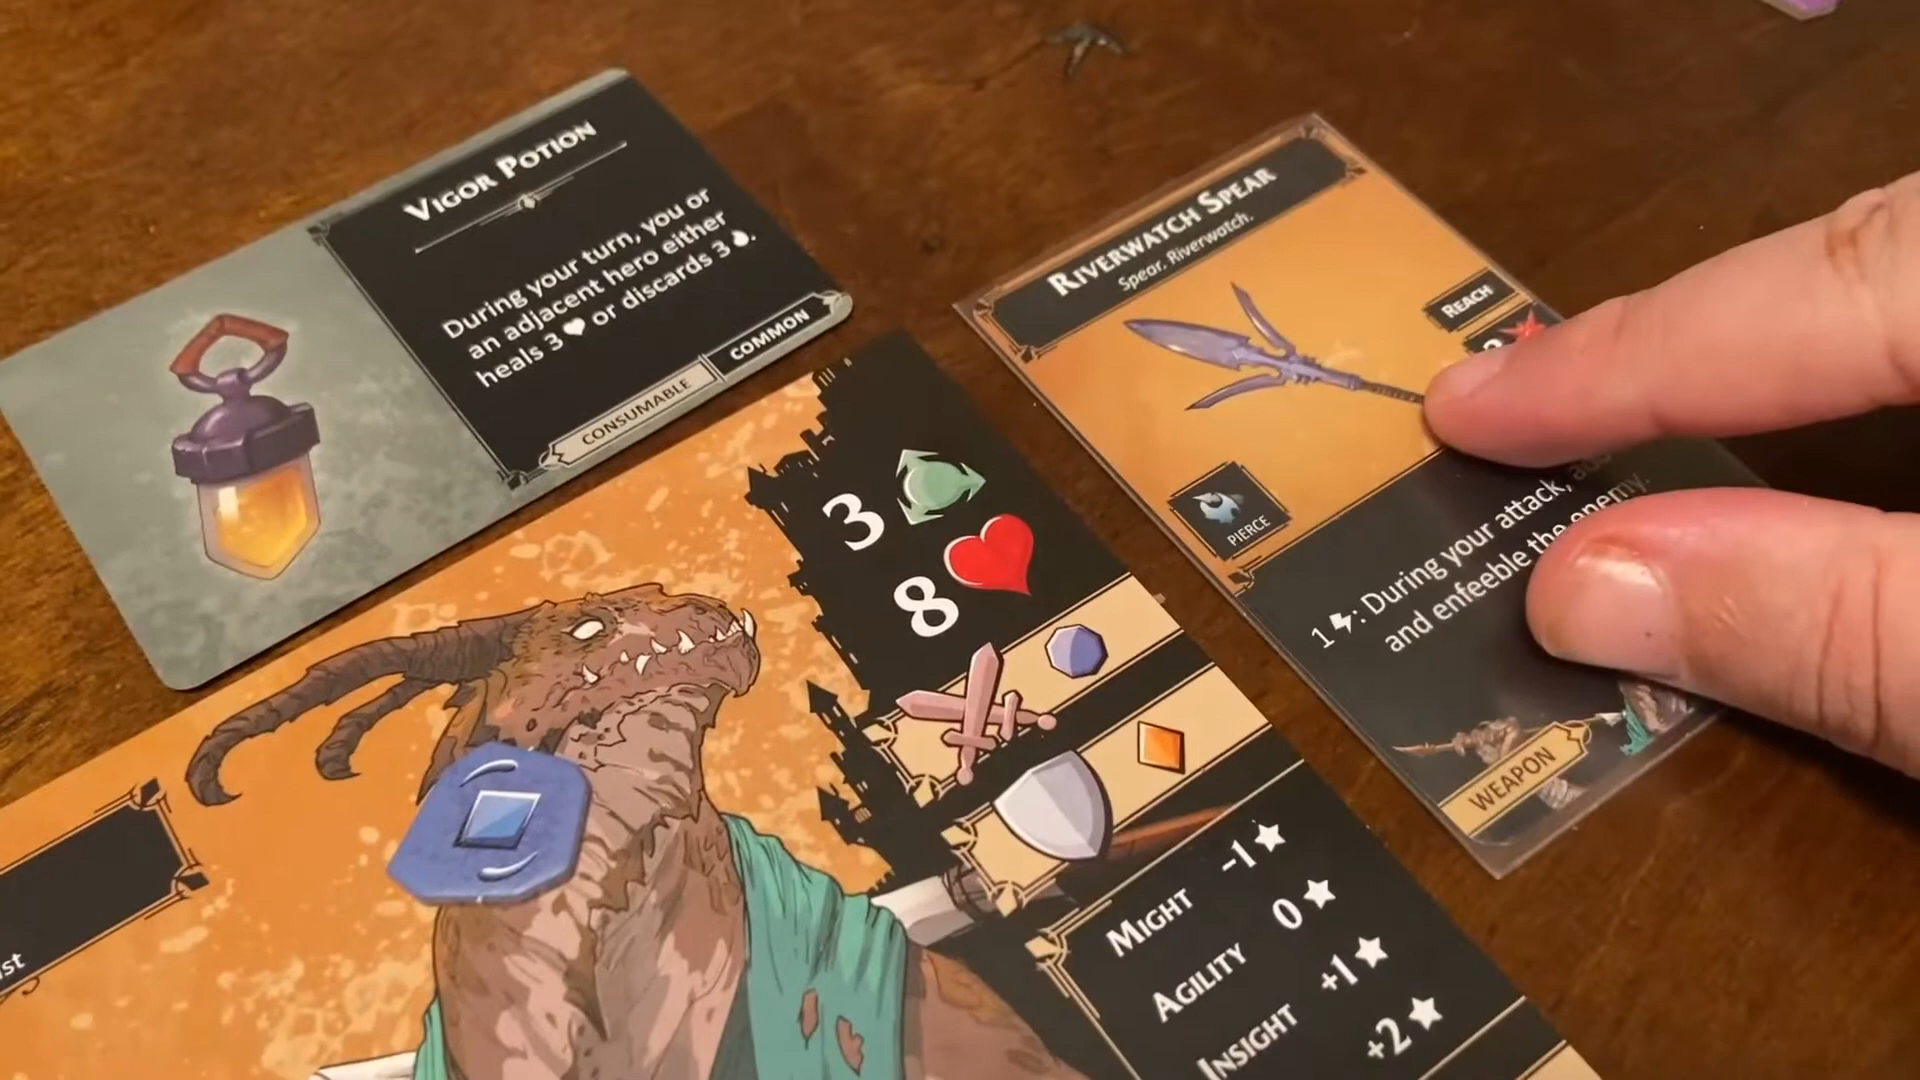 VIGOR POTION
During your turn, you or
an adjacent hero either
heals 3 or discards 3 .
CONSUMABLE
COMMON
RIVERWATCH SPEAR
Spear. Riverwatch.
REACH
PIERCE
1 : During your attack,
and enfeeble the enemy.
WEAPON
3
8
MIGHT -1
AGILITY 0
INSIGHT +1
+2